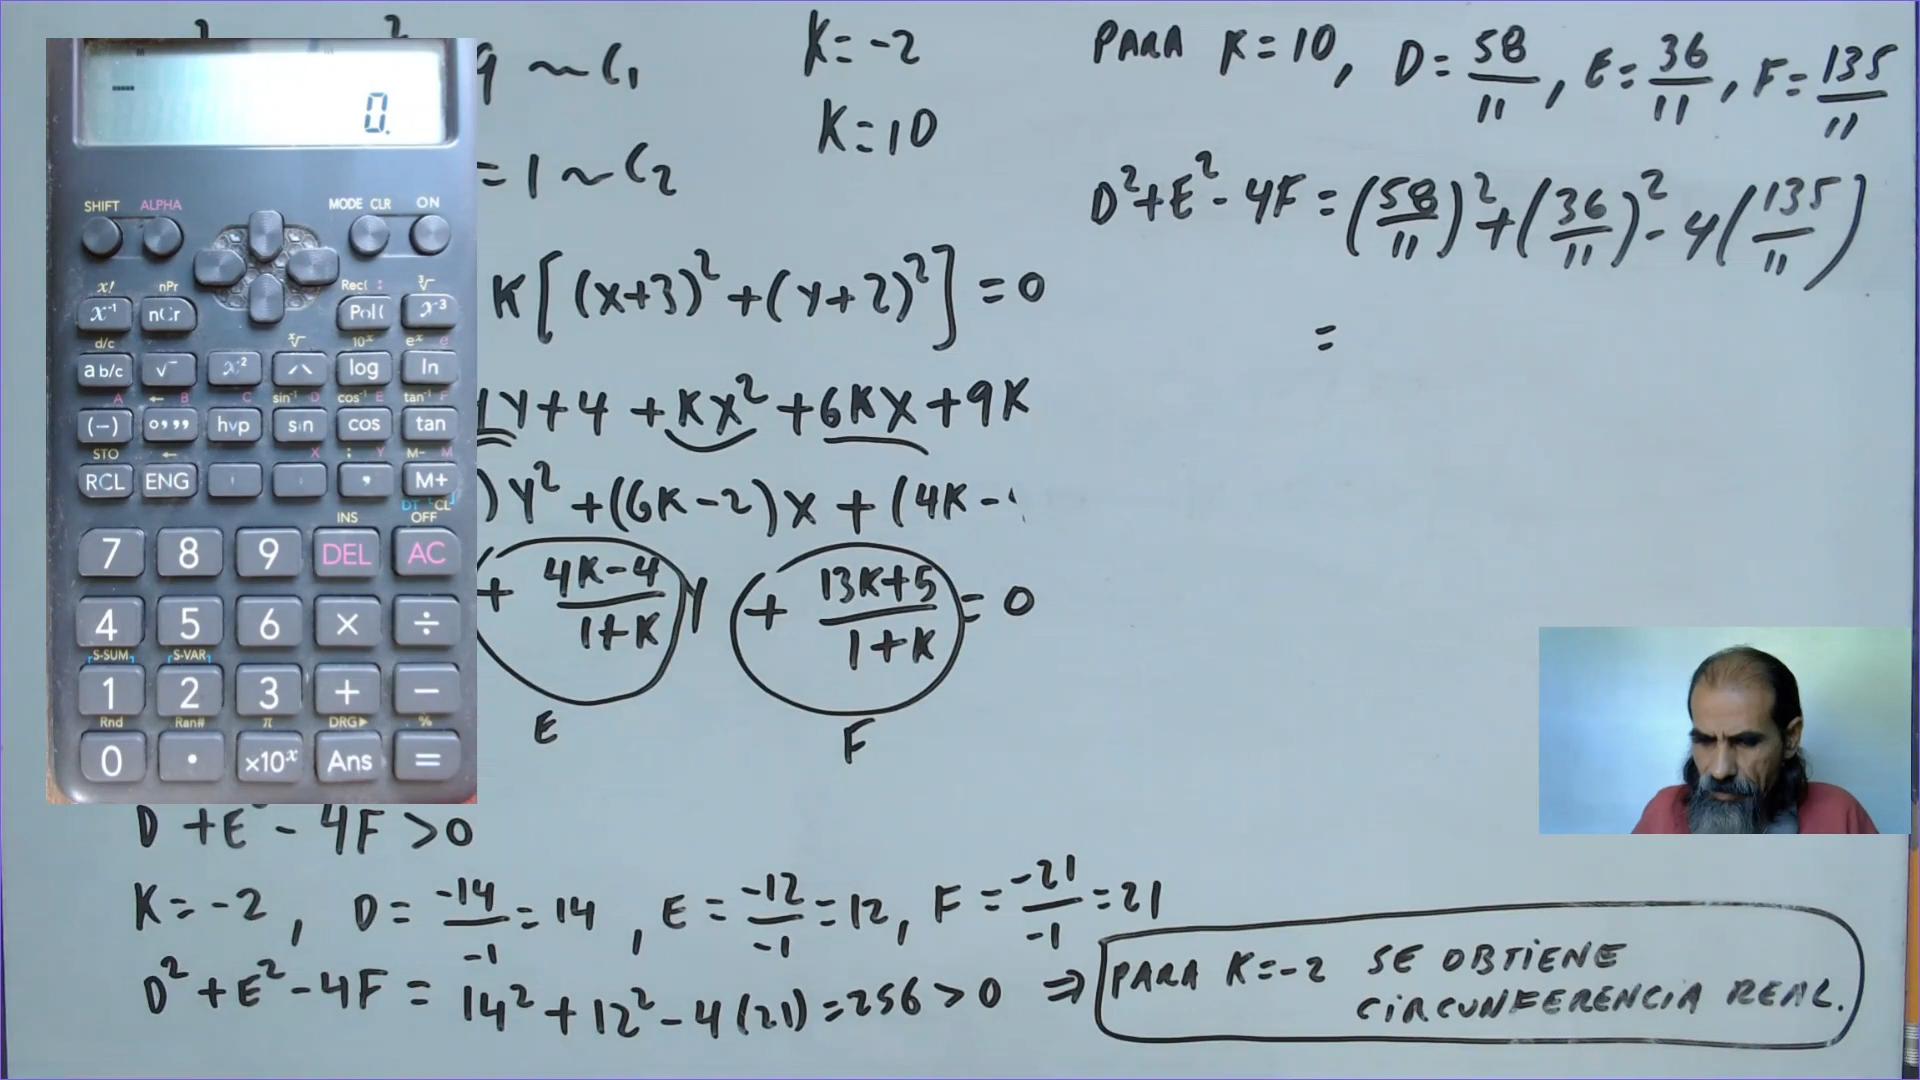 9 ~ C₁
= 1 ~ C₂
K = -2
K = 10
K[(x+3)²+(Y+2)²] = 0
Y + 4 + KX² + 6KX + 9K
)Y² + (6K-2)X + (4K-
+ 4K-4/1+K Y + 13K+5/1+K = 0
E F
D + E² - 4F > 0
K = -2, D = -14/-1 = 14, E = -12/-1 = 12, F = -21/-1 = 21
D² + E² - 4F = 14² + 12² - 4(21) = 256 > 0 ⇒ PARA K = -2 SE OBTIENE
CIRCUNFERENCIA REAL.
PARA K = 10, D = 58/11, E = 36/11, F = 135/11
D² + E² - 4F = (58/11)² + (36/11)² - 4(135/11)
=
0.
SHIFT ALPHA MODE CLR ON
x! nPr Rec( : ³√
x⁻¹ nCr Pol( x³
d/c ˣ√ 10ˣ eˣ e
a b/c √ x² ^ log ln
A ← B C sin⁻¹ D cos⁻¹ E tan⁻¹ F
(-) °,,, hyp sin cos tan
STO ← X ; Y M- M
RCL ENG , M+
INS DT CL OFF
7 8 9 DEL AC
4 5 6 × ÷
S-SUM S-VAR
1 2 3 + −
Rnd Ran# π DRG▶ %
0 . ×10ˣ Ans =